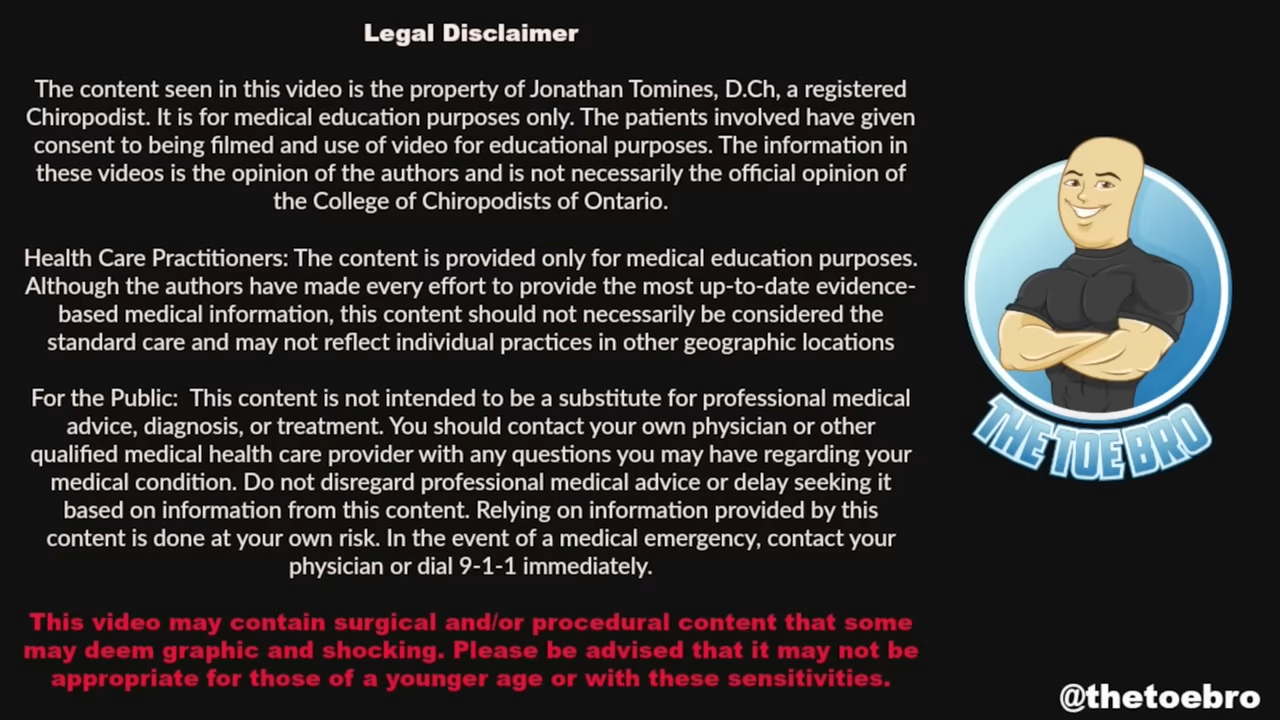 Legal Disclaimer
The content seen in this video is the property of Jonathan Tomines, D.Ch, a registered
Chiropodist. It is for medical education purposes only. The patients involved have given
consent to being filmed and use of video for educational purposes. The information in
these videos is the opinion of the authors and is not necessarily the official opinion of
the College of Chiropodists of Ontario.
Health Care Practitioners: The content is provided only for medical education purposes.
Although the authors have made every effort to provide the most up-to-date evidence-
based medical information, this content should not necessarily be considered the
standard care and may not reflect individual practices in other geographic locations
For the Public:  This content is not intended to be a substitute for professional medical
advice, diagnosis, or treatment. You should contact your own physician or other
qualified medical health care provider with any questions you may have regarding your
medical condition. Do not disregard professional medical advice or delay seeking it
based on information from this content. Relying on information provided by this
content is done at your own risk. In the event of a medical emergency, contact your
physician or dial 9-1-1 immediately.
This video may contain surgical and/or procedural content that some
may deem graphic and shocking. Please be advised that it may not be
appropriate for those of a younger age or with these sensitivities.
THE TOE BRO
@thetoebro